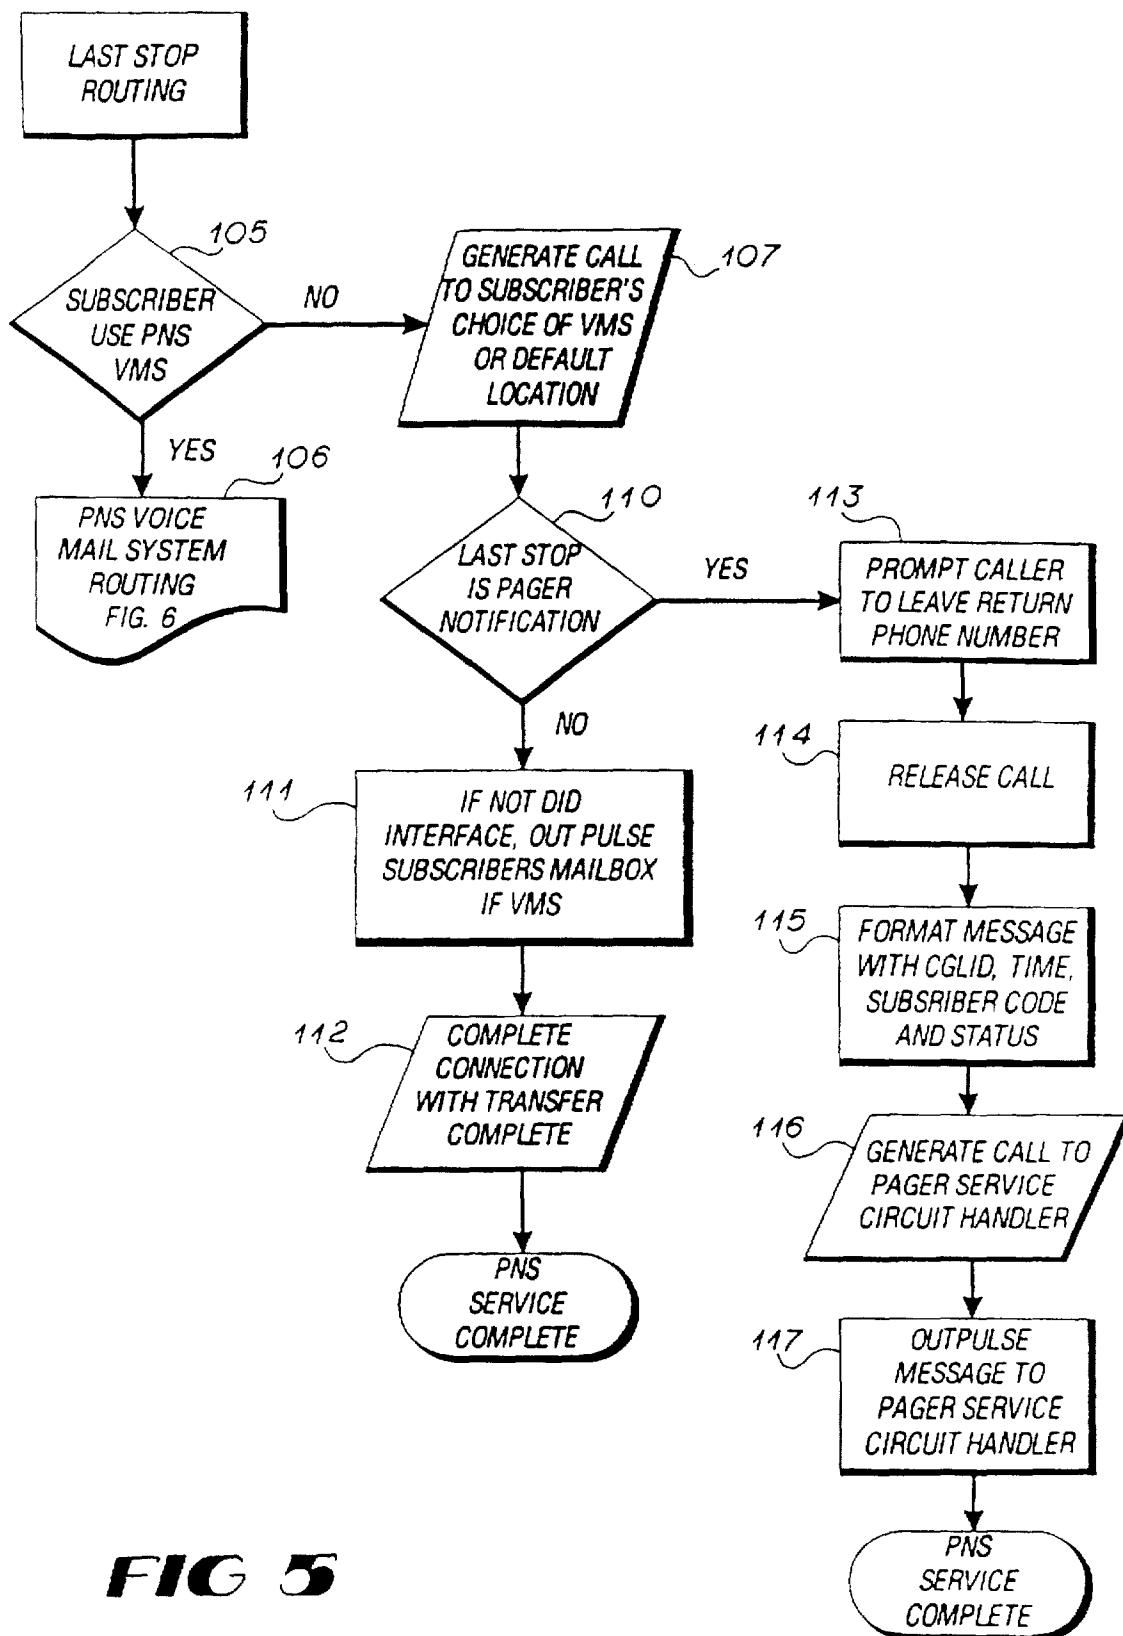 LAST STOP
ROUTING
105
SUBSCRIBER
USE PNS
VMS
NO
YES
106
PNS VOICE
MAIL SYSTEM
ROUTING
FIG. 6
107
GENERATE CALL
TO SUBSCRIBER'S
CHOICE OF VMS
OR DEFAULT
LOCATION
110
LAST STOP
IS PAGER
NOTIFICATION
YES
NO
111
IF NOT DID
INTERFACE, OUT PULSE
SUBSCRIBERS MAILBOX
IF VMS
112
COMPLETE
CONNECTION
WITH TRANSFER
COMPLETE
PNS
SERVICE
COMPLETE
113
PROMPT CALLER
TO LEAVE RETURN
PHONE NUMBER
114
RELEASE CALL
115
FORMAT MESSAGE
WITH CGLID, TIME,
SUBSRIBER CODE
AND STATUS
116
GENERATE CALL TO
PAGER SERVICE
CIRCUIT HANDLER
117
OUTPULSE
MESSAGE TO
PAGER SERVICE
CIRCUIT HANDLER
PNS
SERVICE
COMPLETE
FIG 5